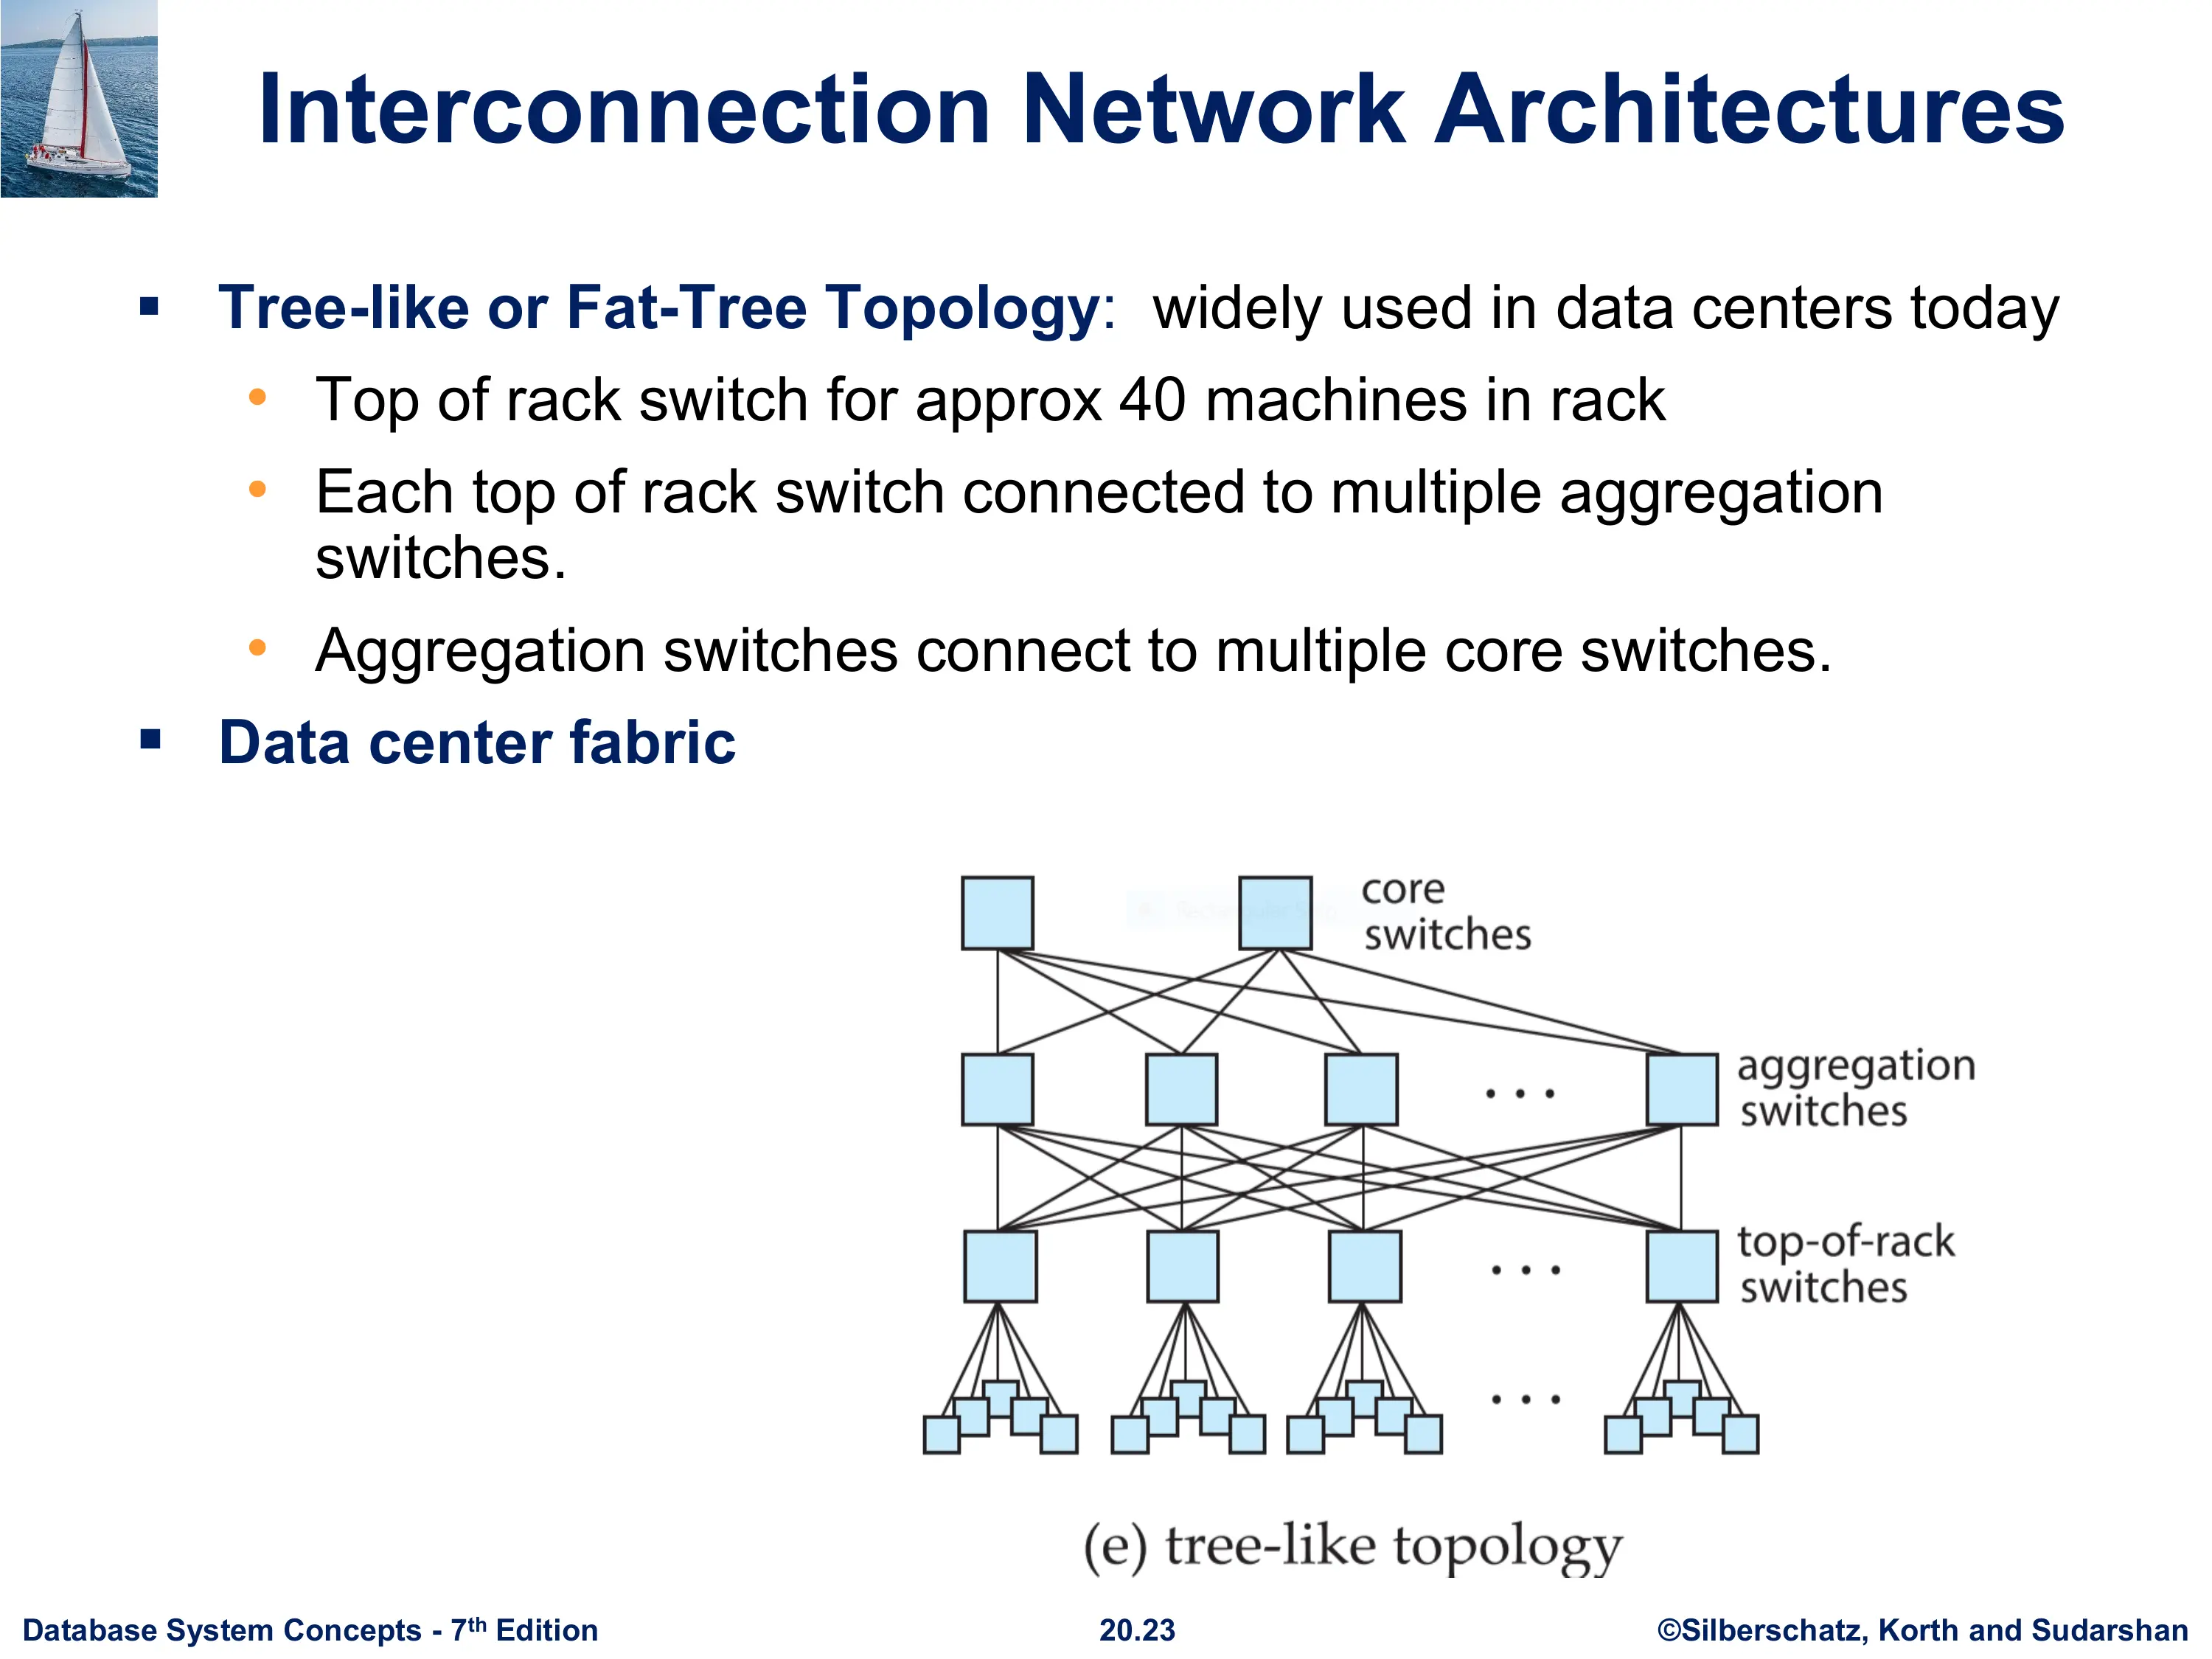 Interconnection Network Architectures
▪ Tree-like or Fat-Tree Topology: widely used in data centers today
• Top of rack switch for approx 40 machines in rack
• Each top of rack switch connected to multiple aggregation
switches.
• Aggregation switches connect to multiple core switches.
▪ Data center fabric
core
switches
aggregation
switches
. . .
top-of-rack
switches
. . .
. . .
(e) tree-like topology
Database System Concepts - 7th Edition
20.23
©Silberschatz, Korth and Sudarshan